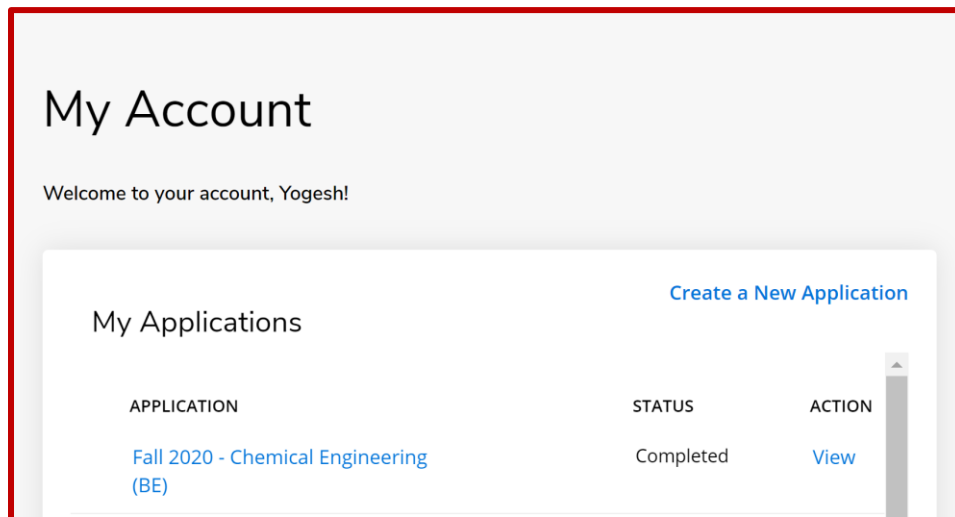 My Account
Welcome to your account, Yogesh!
Create a New Application
My Applications
APPLICATION STATUS ACTION
Fall 2020 - Chemical Engineering Completed View
(BE)